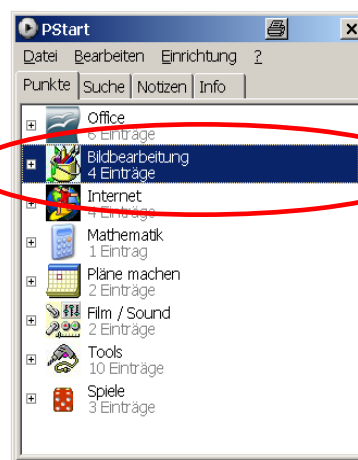 PStart
Datei Bearbeiten Einrichtung ?
Punkte Suche Notizen Info
Office
6 Einträge
Bildbearbeitung
4 Einträge
Internet
4 Einträge
Mathematik
1 Eintrag
Pläne machen
2 Einträge
Film / Sound
2 Einträge
Tools
10 Einträge
Spiele
3 Einträge